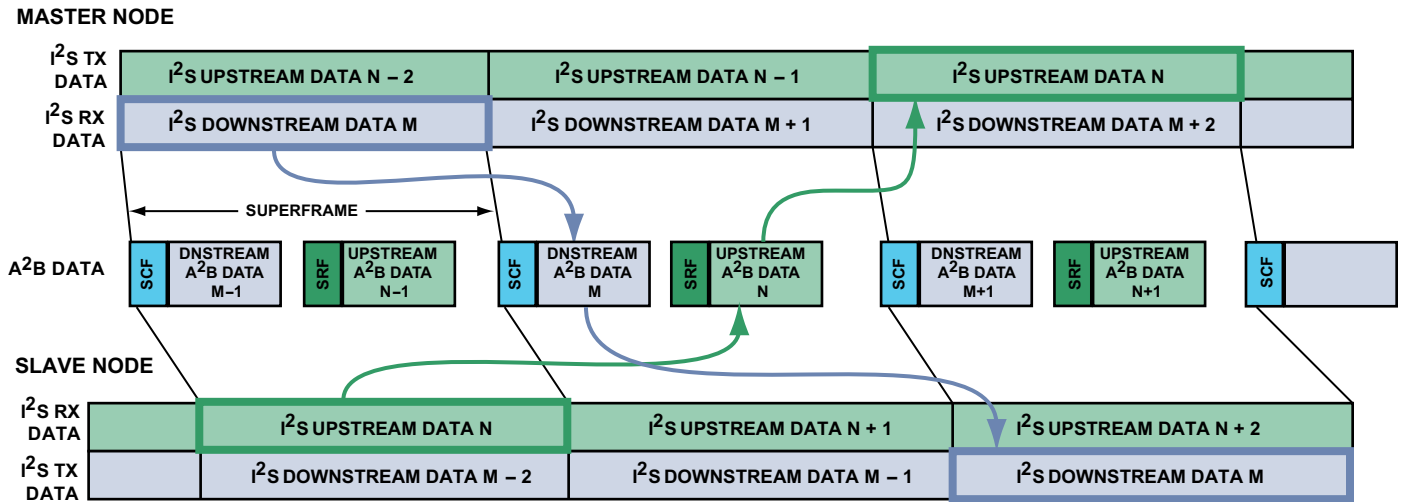 MASTER NODE
I²S TX DATA
I²S UPSTREAM DATA N – 2
I²S UPSTREAM DATA N – 1
I²S UPSTREAM DATA N
I²S RX DATA
I²S DOWNSTREAM DATA M
I²S DOWNSTREAM DATA M + 1
I²S DOWNSTREAM DATA M + 2
SUPERFRAME
A²B DATA
SCF
DNSTREAM
A²B DATA
M–1
SRF
UPSTREAM
A²B DATA
N–1
SCF
DNSTREAM
A²B DATA
M
SRF
UPSTREAM
A²B DATA
N
SCF
DNSTREAM
A²B DATA
M+1
SRF
UPSTREAM
A²B DATA
N+1
SCF
SLAVE NODE
I²S RX
DATA
I²S UPSTREAM DATA N
I²S UPSTREAM DATA N + 1
I²S UPSTREAM DATA N + 2
I²S TX
DATA
I²S DOWNSTREAM DATA M – 2
I²S DOWNSTREAM DATA M – 1
I²S DOWNSTREAM DATA M